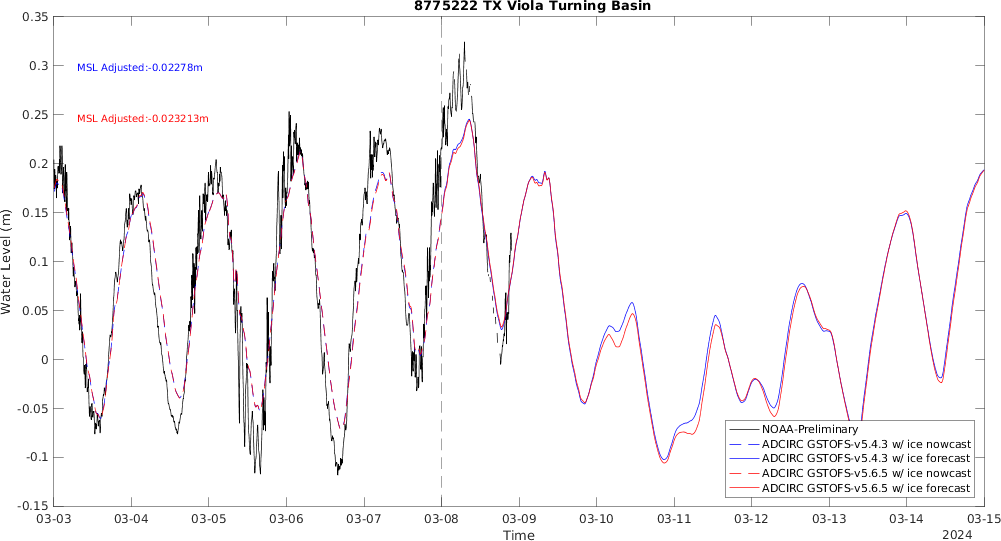 8775222 TX Viola Turning Basin
MSL Adjusted:-0.02278m
MSL Adjusted:-0.023213m
Water Level (m)
0.35
0.3
0.25
0.2
0.15
0.1
0.05
0
-0.05
-0.1
-0.15
NOAA-Preliminary
ADCIRC GSTOFS-v5.4.3 w/ ice nowcast
ADCIRC GSTOFS-v5.4.3 w/ ice forecast
ADCIRC GSTOFS-v5.6.5 w/ ice nowcast
ADCIRC GSTOFS-v5.6.5 w/ ice forecast
03-03 03-04 03-05 03-06 03-07 03-08 03-09 03-10 03-11 03-12 03-13 03-14 03-15
Time
2024